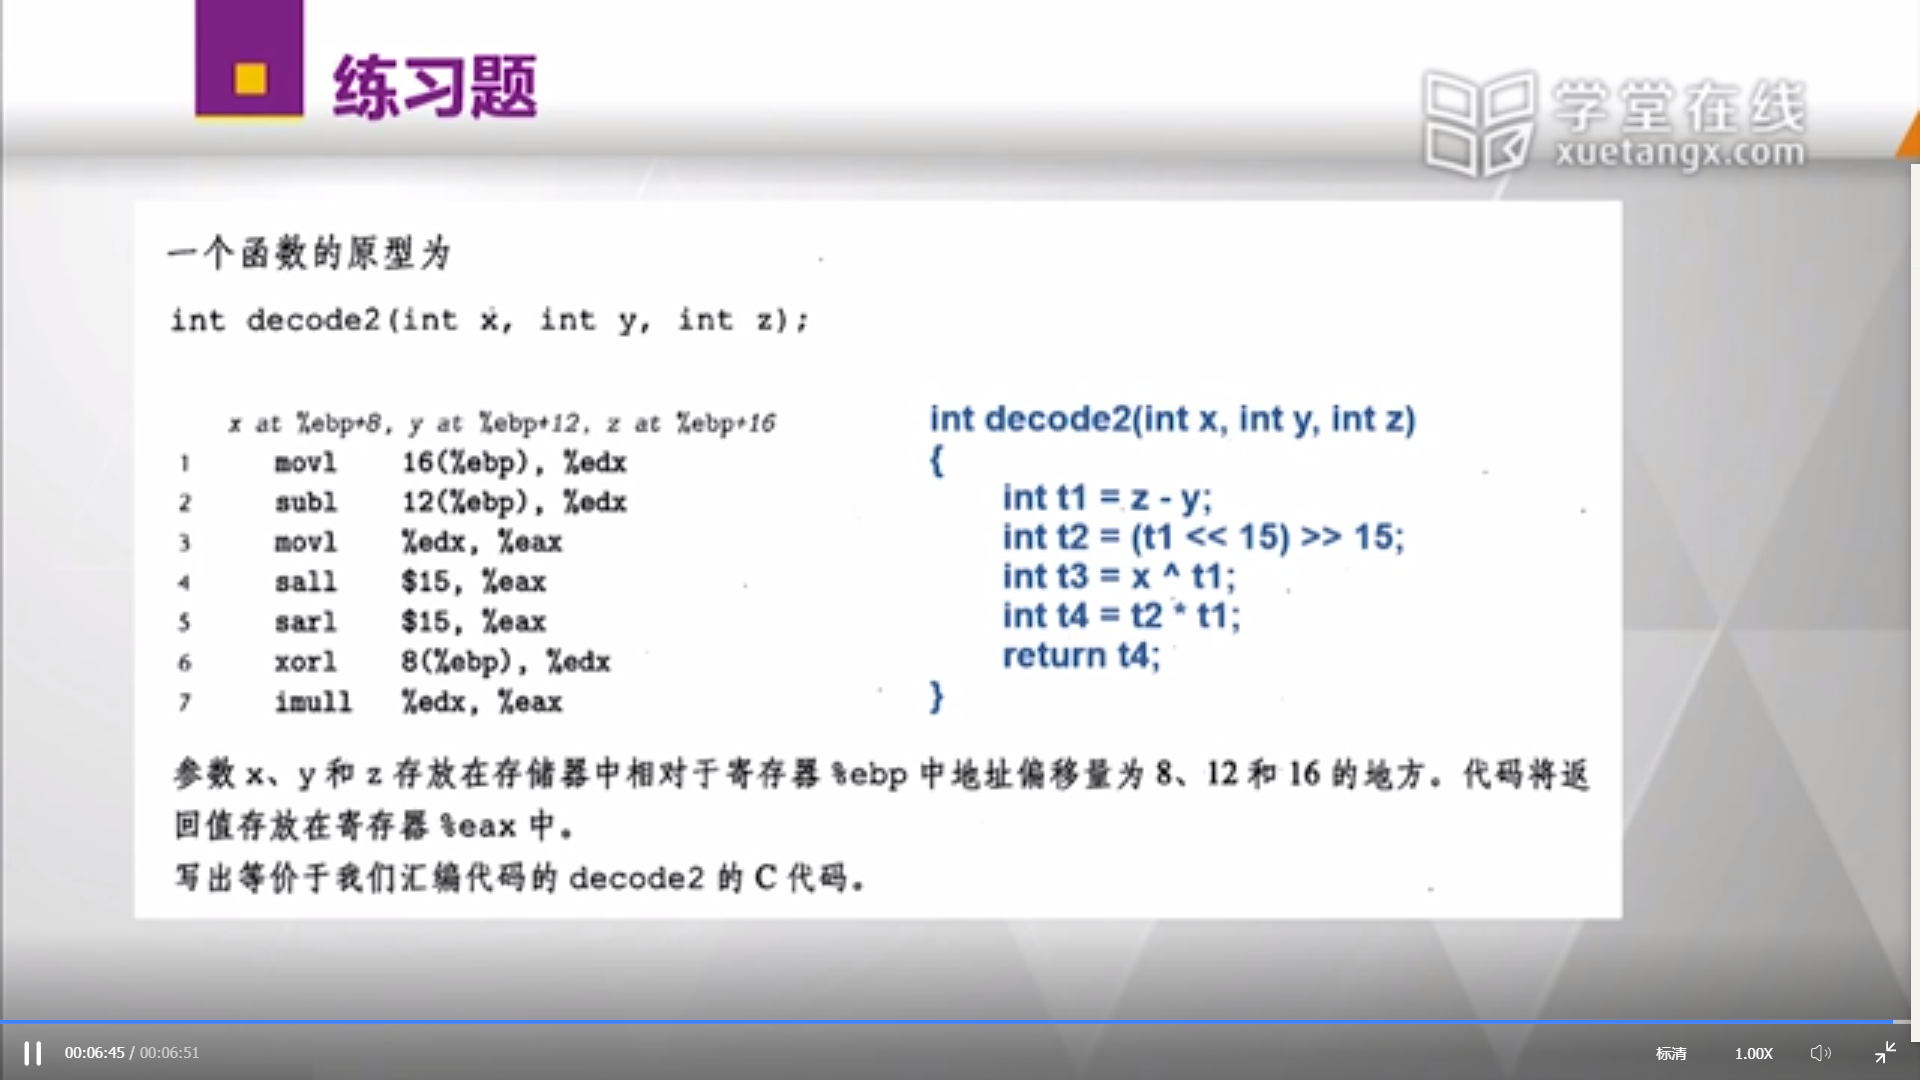 练习题
学堂在线
xuetangx.com
一个函数的原型为
int decode2(int x, int y, int z);
x at %ebp+8, y at %ebp+12, z at %ebp+16
1 movl 16(%ebp), %edx
2 subl 12(%ebp), %edx
3 movl %edx, %eax
4 sall $15, %eax
5 sarl $15, %eax
6 xorl 8(%ebp), %edx
7 imull %edx, %eax
int decode2(int x, int y, int z)
{
int t1 = z - y;
int t2 = (t1 << 15) >> 15;
int t3 = x ^ t1;
int t4 = t2 * t1;
return t4;
}
参数 x、y 和 z 存放在存储器中相对于寄存器 %ebp 中地址偏移量为 8、12 和 16 的地方。代码将返
回值存放在寄存器 %eax 中。
写出等价于我们汇编代码的 decode2 的 C 代码。
00:06:45 / 00:06:51
标清
1.00X